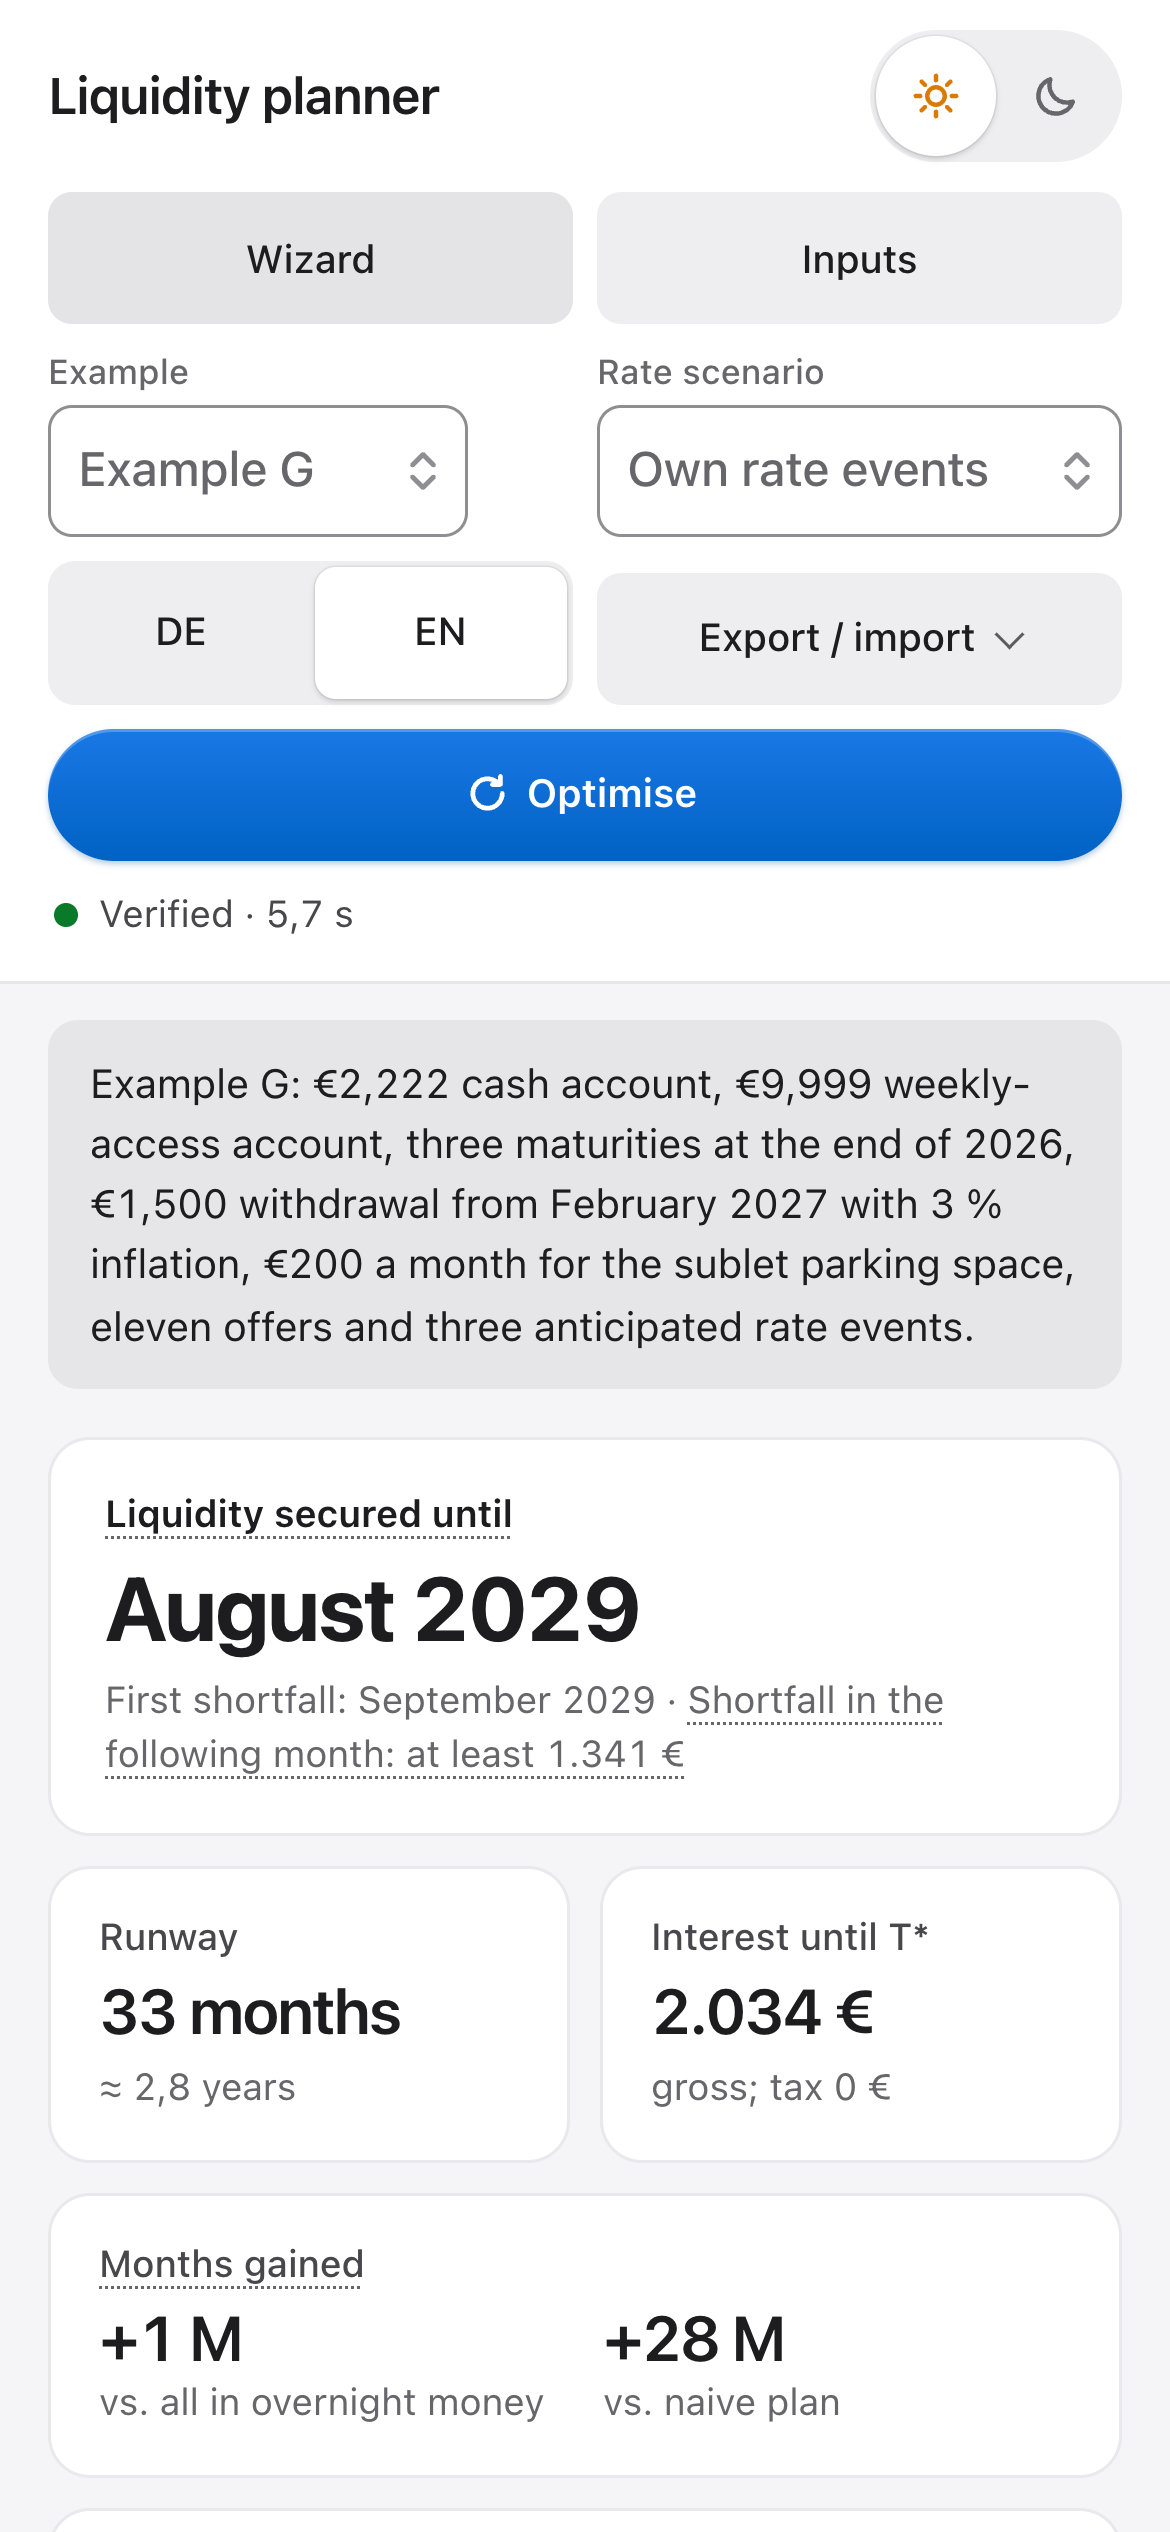 Liquidity planner
Wizard
Inputs
Example
Rate scenario
Example G
Own rate events
DE
EN
Export / import
Optimise
Verified · 5,7 s
Example G: €2,222 cash account, €9,999 weekly-
access account, three maturities at the end of 2026,
€1,500 withdrawal from February 2027 with 3 %
inflation, €200 a month for the sublet parking space,
eleven offers and three anticipated rate events.
Liquidity secured until
August 2029
First shortfall: September 2029 · Shortfall in the
following month: at least 1.341 €
Runway
33 months
≈ 2,8 years
Interest until T*
2.034 €
gross; tax 0 €
Months gained
+1 M
vs. all in overnight money
+28 M
vs. naive plan